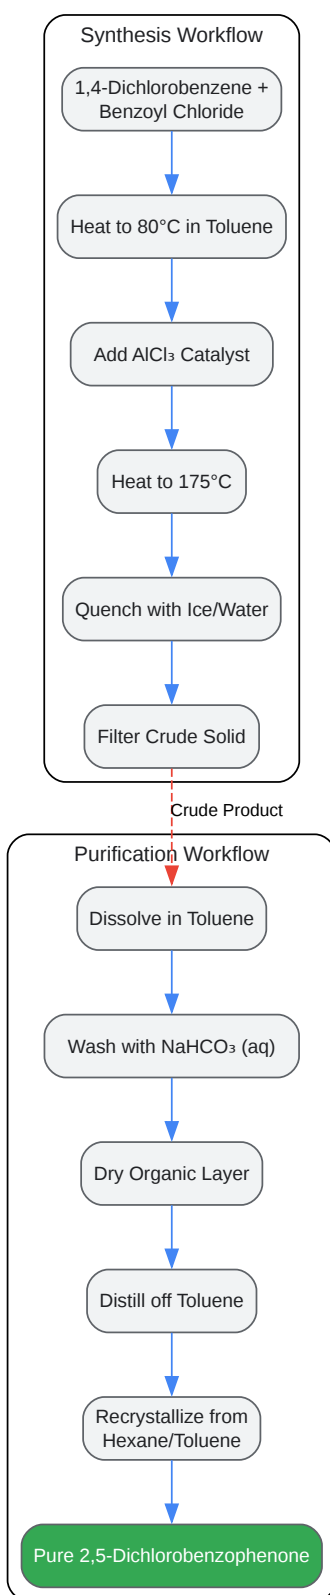 Synthesis Workflow
1,4-Dichlorobenzene +
Benzoyl Chloride
Heat to 80°C in Toluene
Add AlCl₃ Catalyst
Heat to 175°C
Quench with Ice/Water
Filter Crude Solid
Crude Product
Purification Workflow
Dissolve in Toluene
Wash with NaHCO₃ (aq)
Dry Organic Layer
Distill off Toluene
Recrystallize from
Hexane/Toluene
Pure 2,5-Dichlorobenzophenone